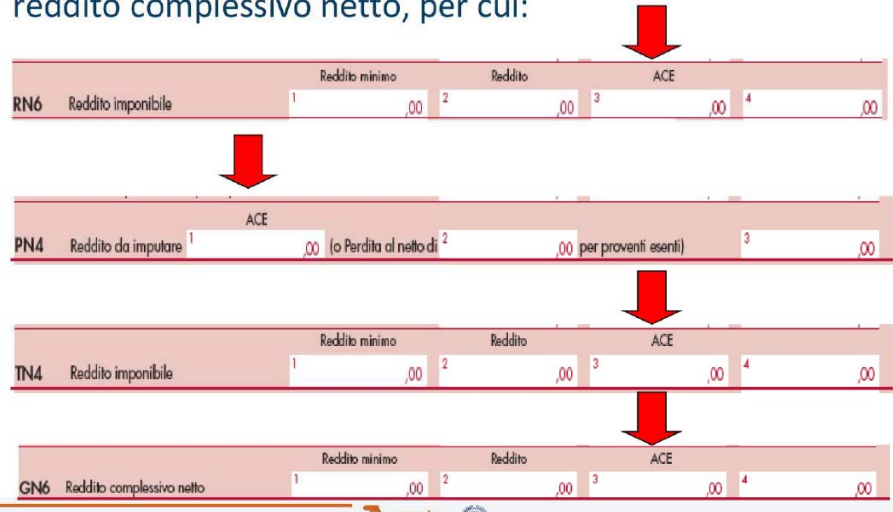 reddito complessivo netto, per cui:
Reddito minimo Reddito ACE
RN6 Reddito imponibile 1 ,00 2 ,00 3 ,00 4 ,00
ACE
PN4 Reddito da imputare 1 ,00 (o Perdita al netto di 2 ,00 per proventi esenti) 3 ,00
Reddito minimo Reddito ACE
TN4 Reddito imponibile 1 ,00 2 ,00 3 ,00 4 ,00
Reddito minimo Reddito ACE
GN6 Reddito complessivo netto 1 ,00 2 ,00 3 ,00 4 ,00